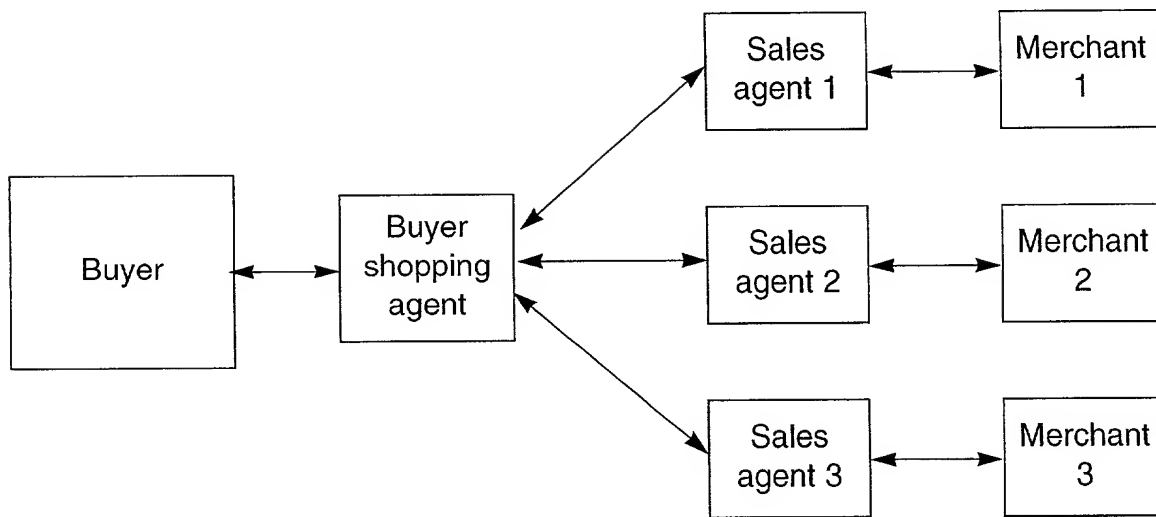 Buyer
Buyer
shopping
agent
Sales
agent 1
Merchant
1
Sales
agent 2
Merchant
2
Sales
agent 3
Merchant
3